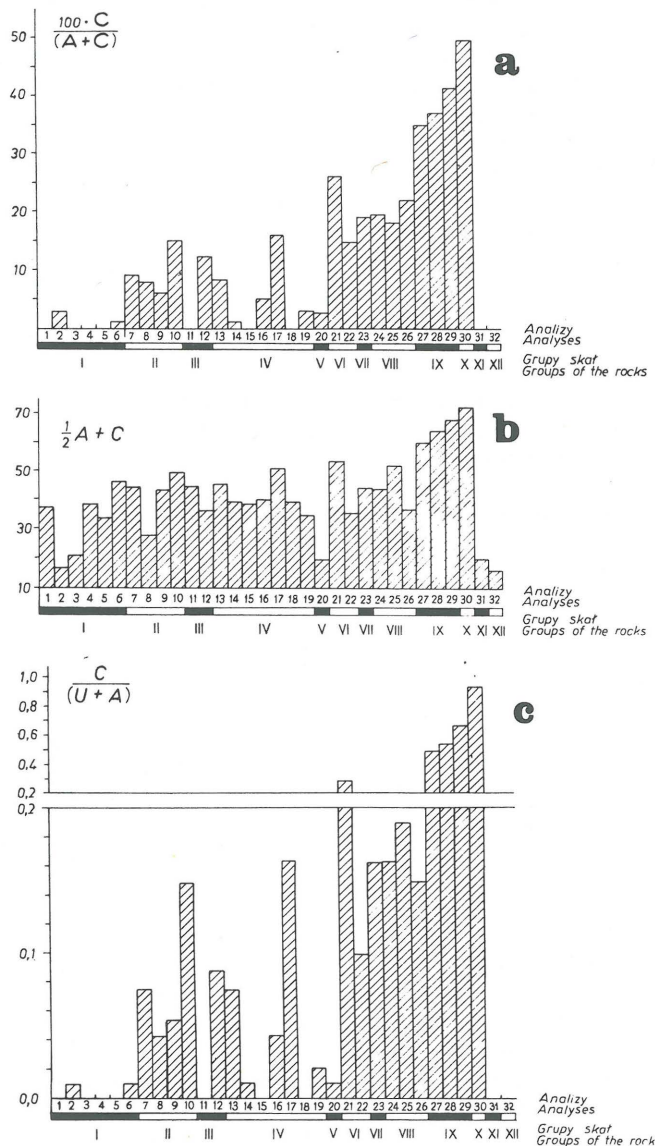 100·C
(A+C)
a
50
40
30
20
10
1 2 3 4 5 6 7 8 9 10 11 12 13 14 15 16 17 18 19 20 21 22 23 24 25 26 27 28 29 30 31 32
Analizy
Analyses
I II III IV V VI VII VIII IX X XI XII
Grupy skał
Groups of the rocks
½A+C
b
70
50
30
10
1 2 3 4 5 6 7 8 9 10 11 12 13 14 15 16 17 18 19 20 21 22 23 24 25 26 27 28 29 30 31 32
Analizy
Analyses
I II III IV V VI VII VIII IX X XI XII
Grupy skał
Groups of the rocks
C
(U+A)
c
1,0
0,8
0,6
0,4
0,2
0,2
0,1
0,0
1 2 3 4 5 6 7 8 9 10 11 12 13 14 15 16 17 18 19 20 21 22 23 24 25 26 27 28 29 30 31 32
Analizy
Analyses
I II III IV V VI VII VIII IX X XI XII
Grupy skał
Groups of the rock